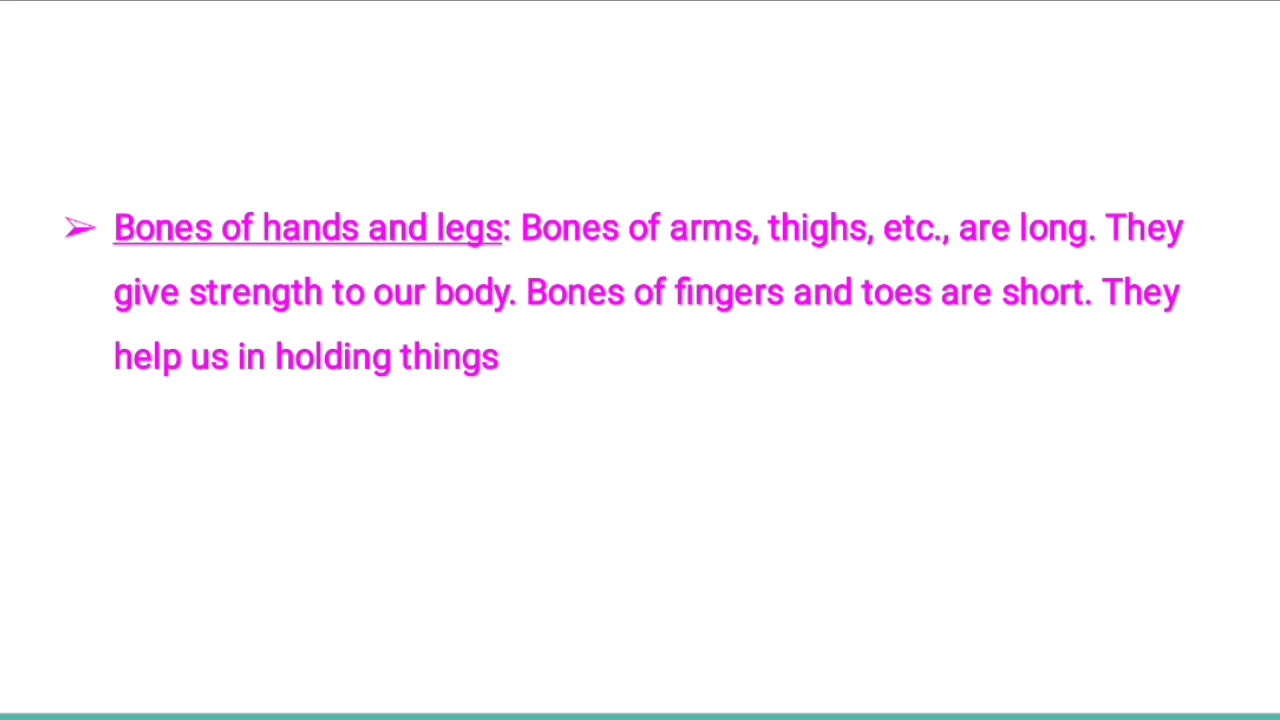 ➢ Bones of hands and legs: Bones of arms, thighs, etc., are long. They
give strength to our body. Bones of fingers and toes are short. They
help us in holding things